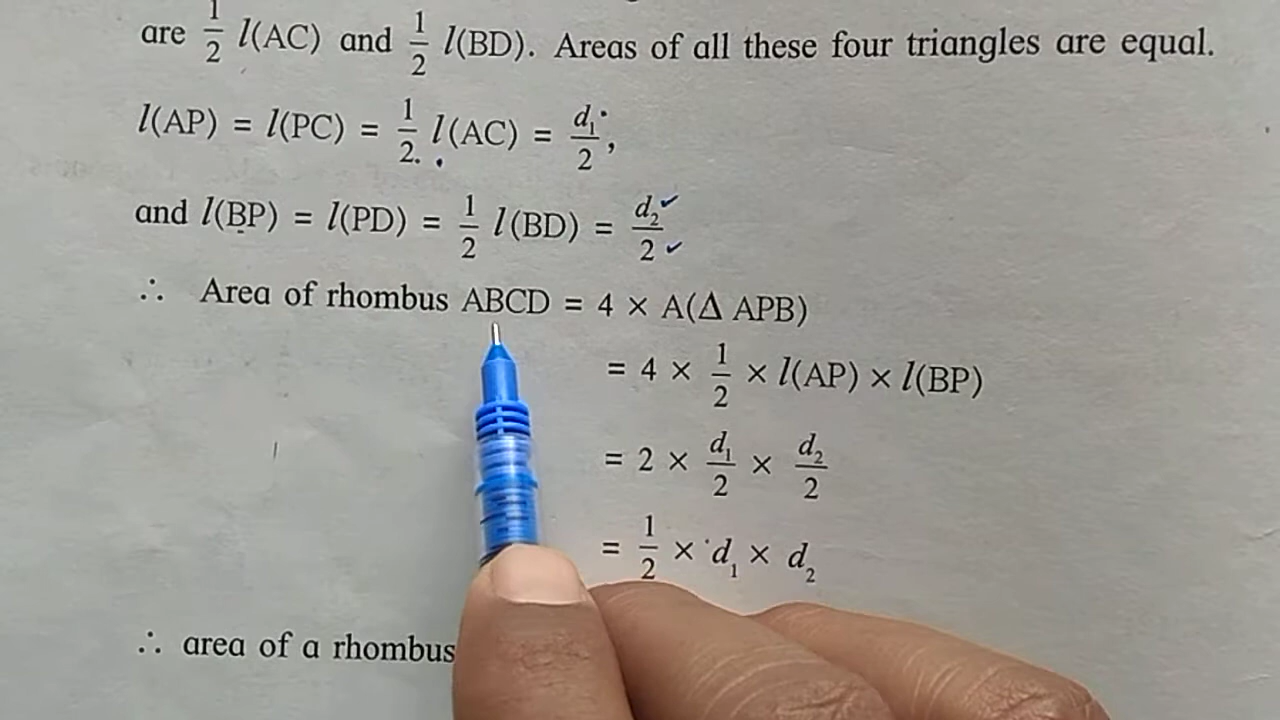 are 1/2 l(AC) and 1/2 l(BD). Areas of all these four triangles are equal.
l(AP) = l(PC) = 1/2 l(AC) = d₁/2,
and l(BP) = l(PD) = 1/2 l(BD) = d₂/2
∴ Area of rhombus ABCD = 4 × A(Δ APB)
= 4 × 1/2 × l(AP) × l(BP)
= 2 × d₁/2 × d₂/2
= 1/2 × d₁ × d₂
∴ area of a rhombus